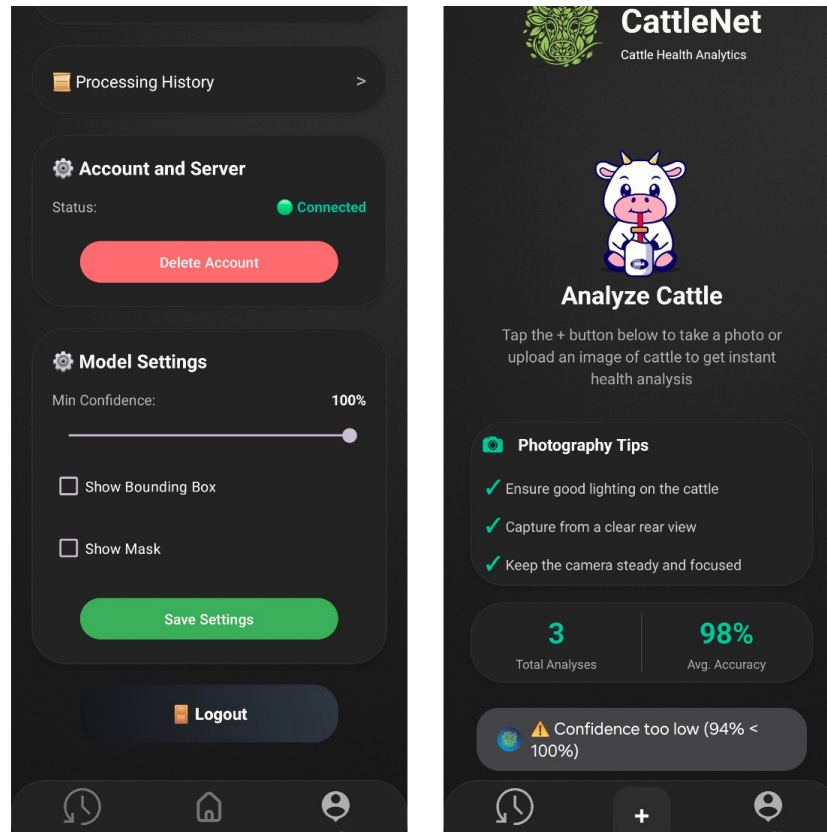 Processing History >
Account and Server
Status: Connected
Delete Account
Model Settings
Min Confidence: 100%
Show Bounding Box
Show Mask
Save Settings
Logout
CattleNet
Cattle Health Analytics
MILK
Analyze Cattle
Tap the + button below to take a photo or
upload an image of cattle to get instant
health analysis
Photography Tips
✓ Ensure good lighting on the cattle
✓ Capture from a clear rear view
✓ Keep the camera steady and focused
3 98%
Total Analyses Avg. Accuracy
⚠ Confidence too low (94% <
100%)
+